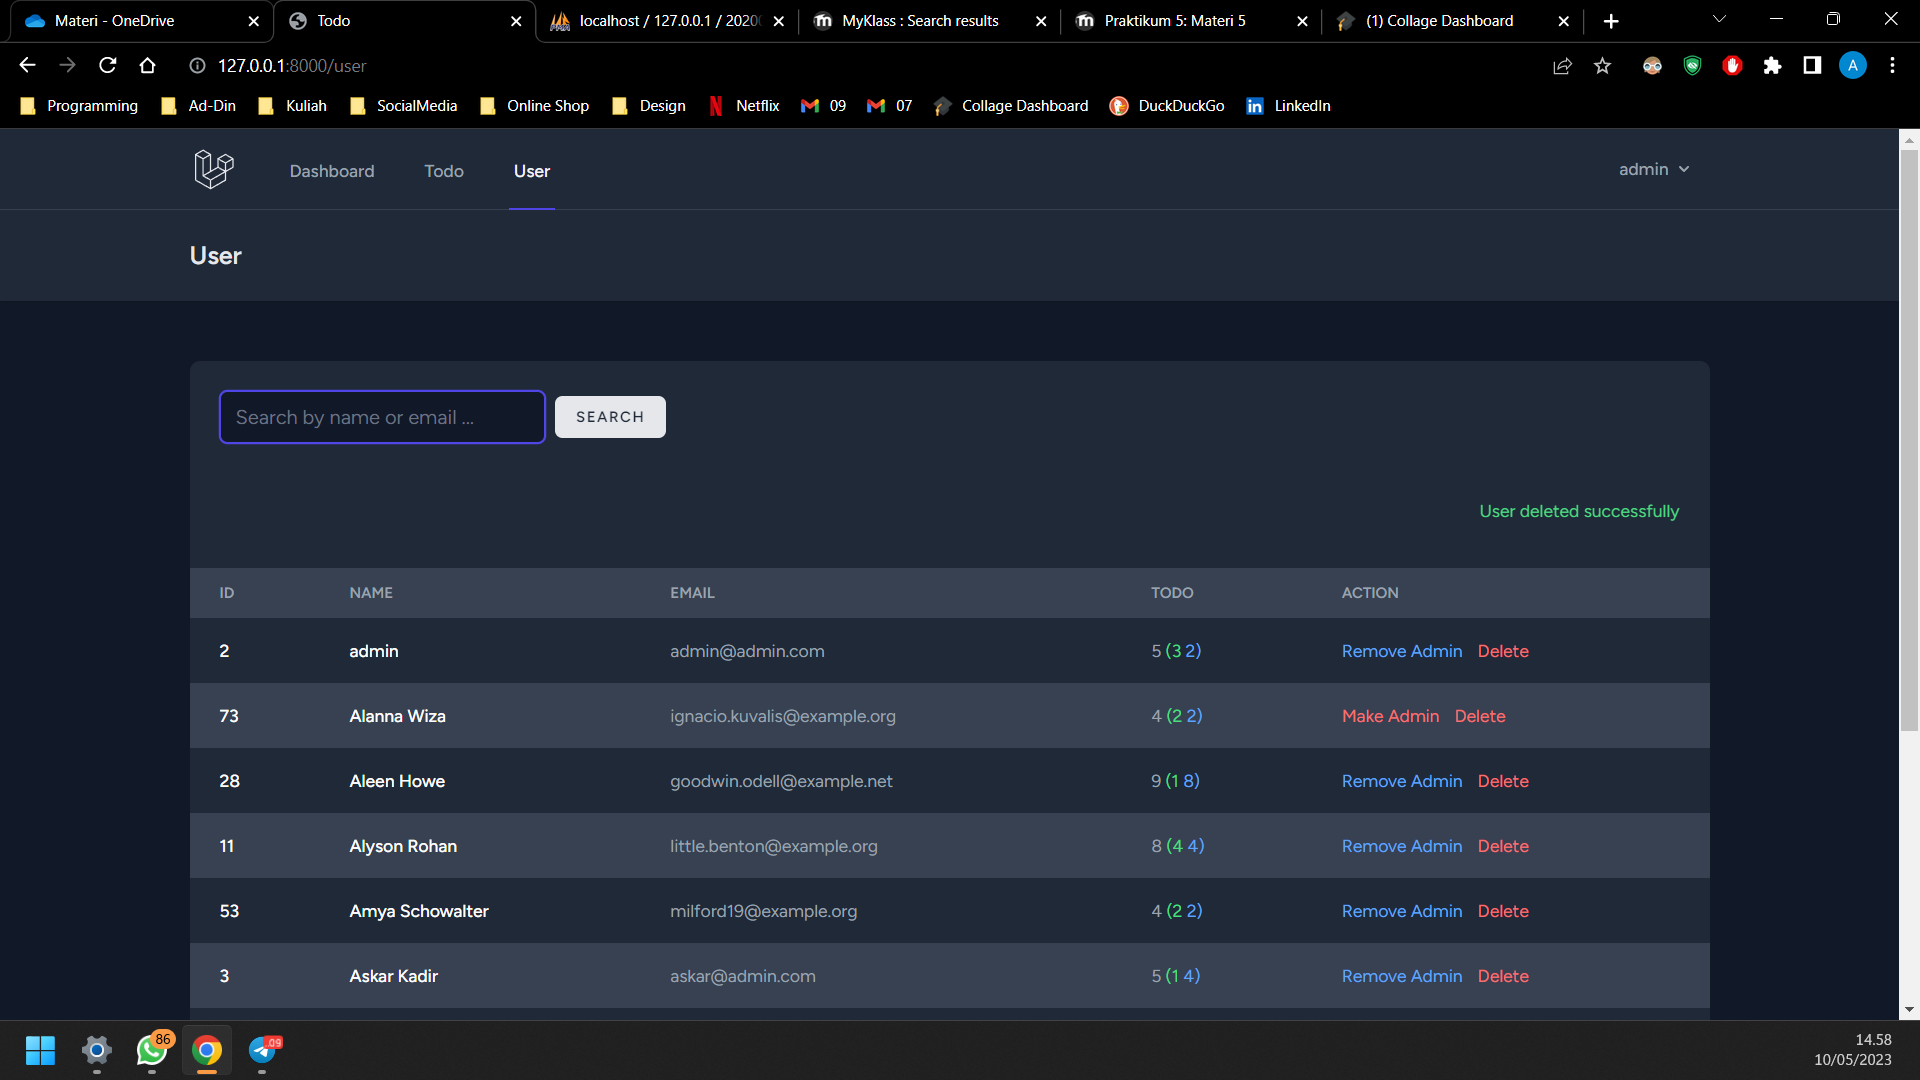 Materi - OneDrive
Todo
localhost / 127.0.0.1 / 2020
MyKlass : Search results
Praktikum 5: Materi 5
(1) Collage Dashboard
127.0.0.1:8000/user
A
Programming
Ad-Din
Kuliah
SocialMedia
Online Shop
Design
Netflix
09
07
Collage Dashboard
DuckDuckGo
LinkedIn
Dashboard
Todo
User
admin
User
Search by name or email ...
SEARCH
User deleted successfully
ID NAME EMAIL TODO ACTION
2 admin admin@admin.com 5 (3 2) Remove Admin Delete
73 Alanna Wiza ignacio.kuvalis@example.org 4 (2 2) Make Admin Delete
28 Aleen Howe goodwin.odell@example.net 9 (1 8) Remove Admin Delete
11 Alyson Rohan little.benton@example.org 8 (4 4) Remove Admin Delete
53 Amya Schowalter milford19@example.org 4 (2 2) Remove Admin Delete
3 Askar Kadir askar@admin.com 5 (1 4) Remove Admin Delete
86
09
14.58
10/05/2023